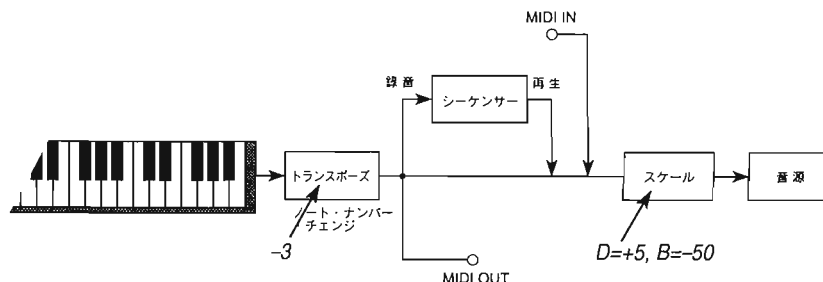 MIDI IN
録音
再生
シーケンサー
トランスポーズ
スケール
音源
ノート・ナンバー
チェンジ
-3
D=+5, B=-50
MIDI OUT